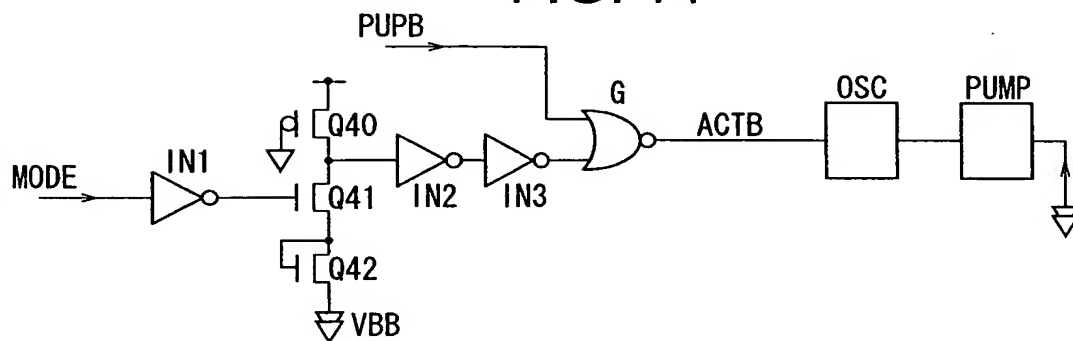 PUPB
G
OSC
PUMP
Q40
ACTB
IN1
MODE
Q41
IN2
IN3
Q42
VBB